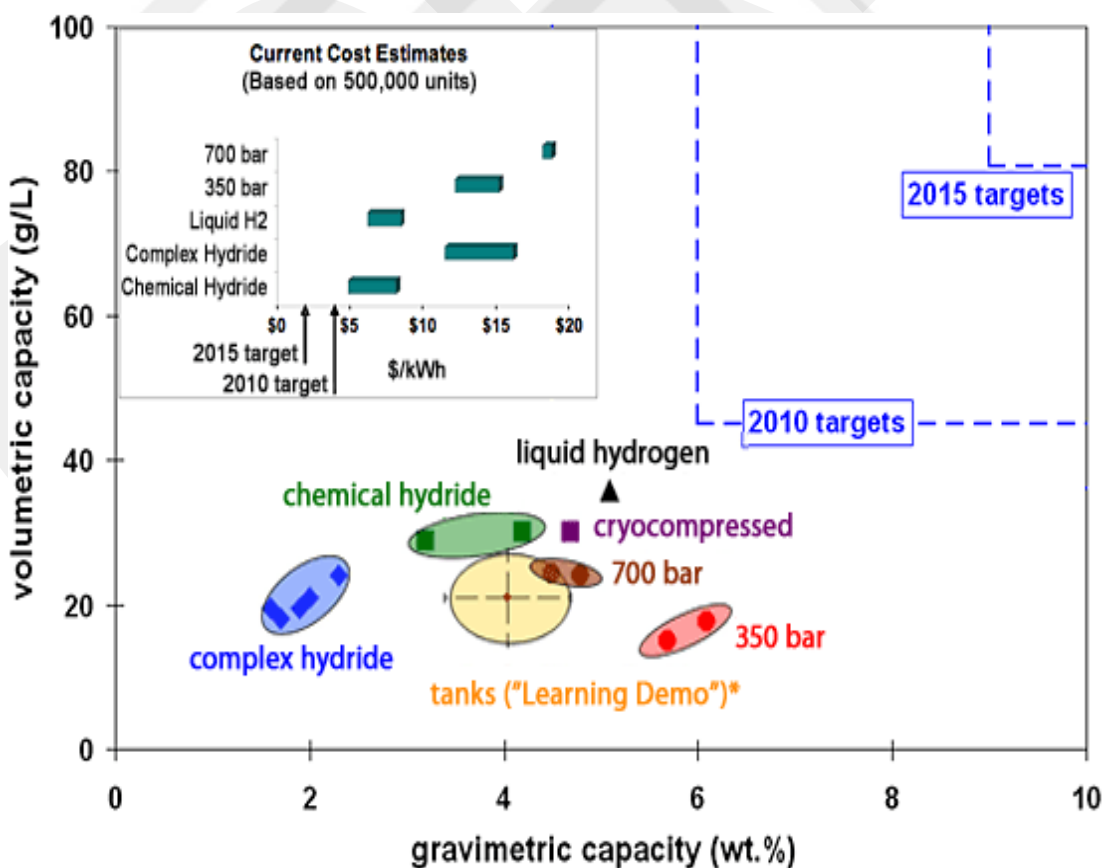 100
80
60
40
20
0
volumetric capacity (g/L)
Current Cost Estimates
(Based on 500,000 units)
700 bar
350 bar
Liquid H2
Complex Hydride
Chemical Hydride
$0 $5 $10 $15 $20
2015 target
2010 target
$/kWh
2015 targets
2010 targets
liquid hydrogen
chemical hydride
cryocompressed
700 bar
complex hydride
350 bar
tanks ("Learning Demo")*
0 2 4 6 8 10
gravimetric capacity (wt.%)